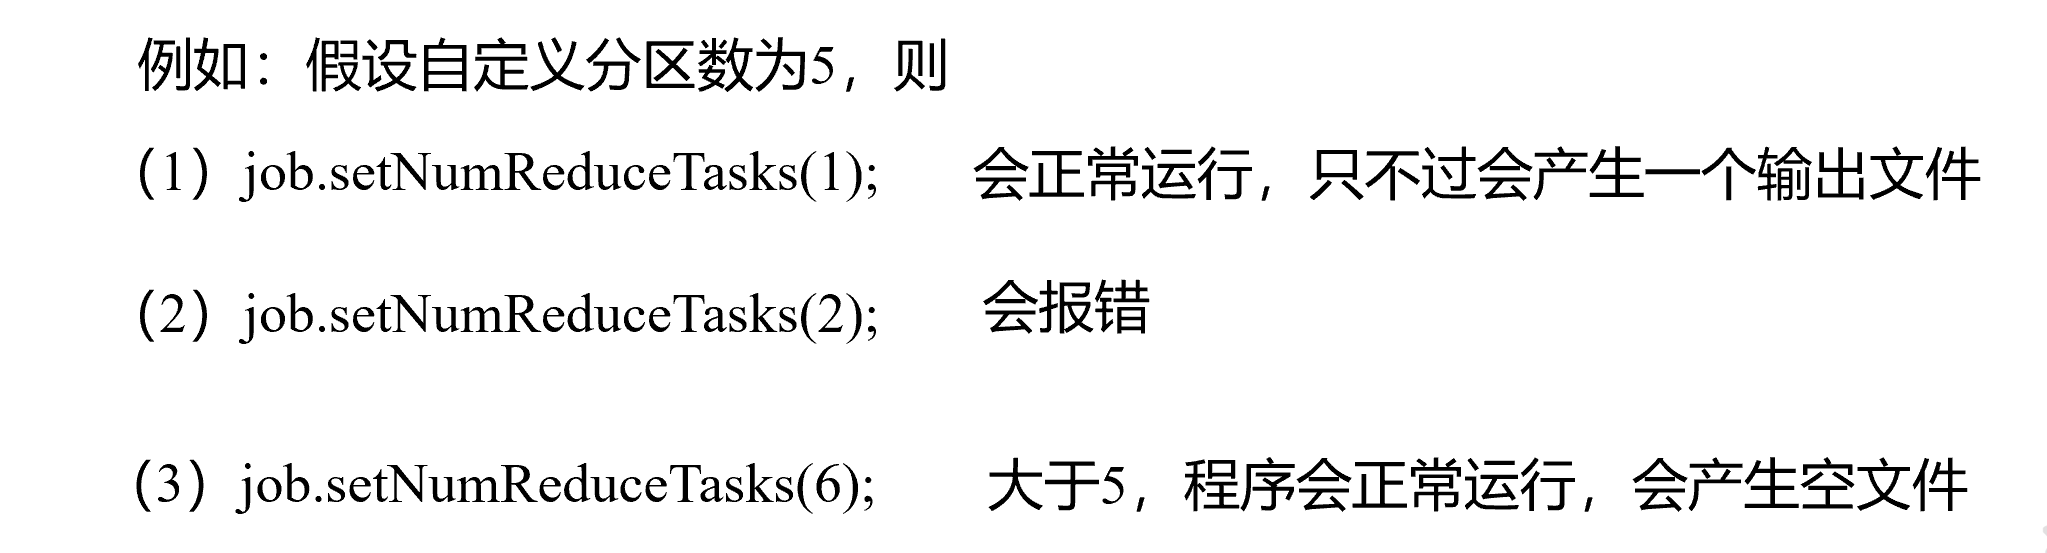 例如：假设自定义分区数为5，则
（1）job.setNumReduceTasks(1); 会正常运行，只不过会产生一个输出文件
（2）job.setNumReduceTasks(2); 会报错
（3）job.setNumReduceTasks(6); 大于5，程序会正常运行，会产生空文件